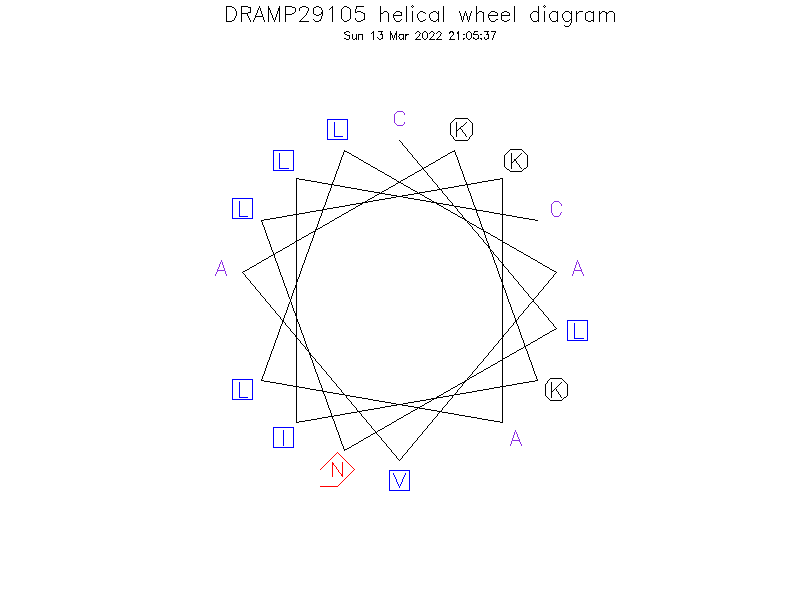 DRAMP29105 helical wheel diagram
Sun 13 Mar 2022 21:05:37
C
L K
L K
L C
A A
L
L K
I A
N
V